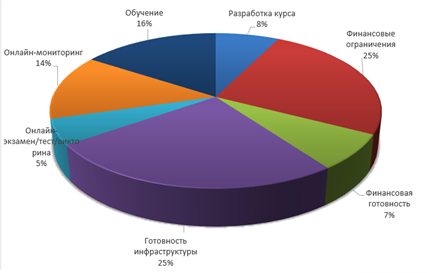 Обучение
16%
Разработка курса
8%
Финансовые
ограничения
25%
Онлайн-мониторинг
14%
Онлайн-
экзамен/тест/викто
рина
5%
Финансовая
готовность
7%
Готовность
инфраструктуры
25%